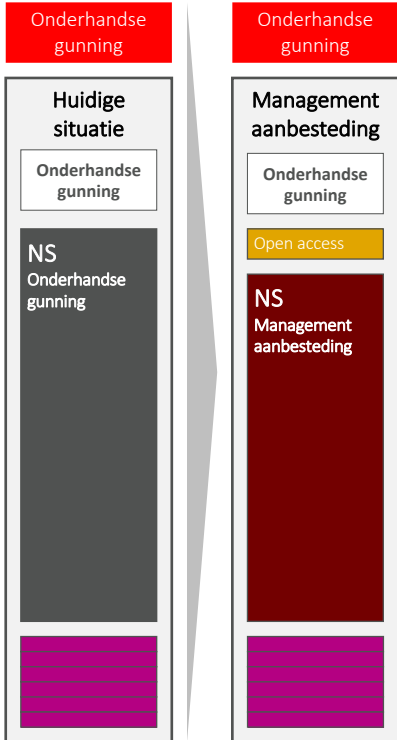 Onderhandse
gunning
Huidige
situatie
Onderhandse
gunning
NS
Onderhandse
gunning
Onderhandse
gunning
Management
aanbesteding
Onderhandse
gunning
Open access
NS
Management
aanbesteding